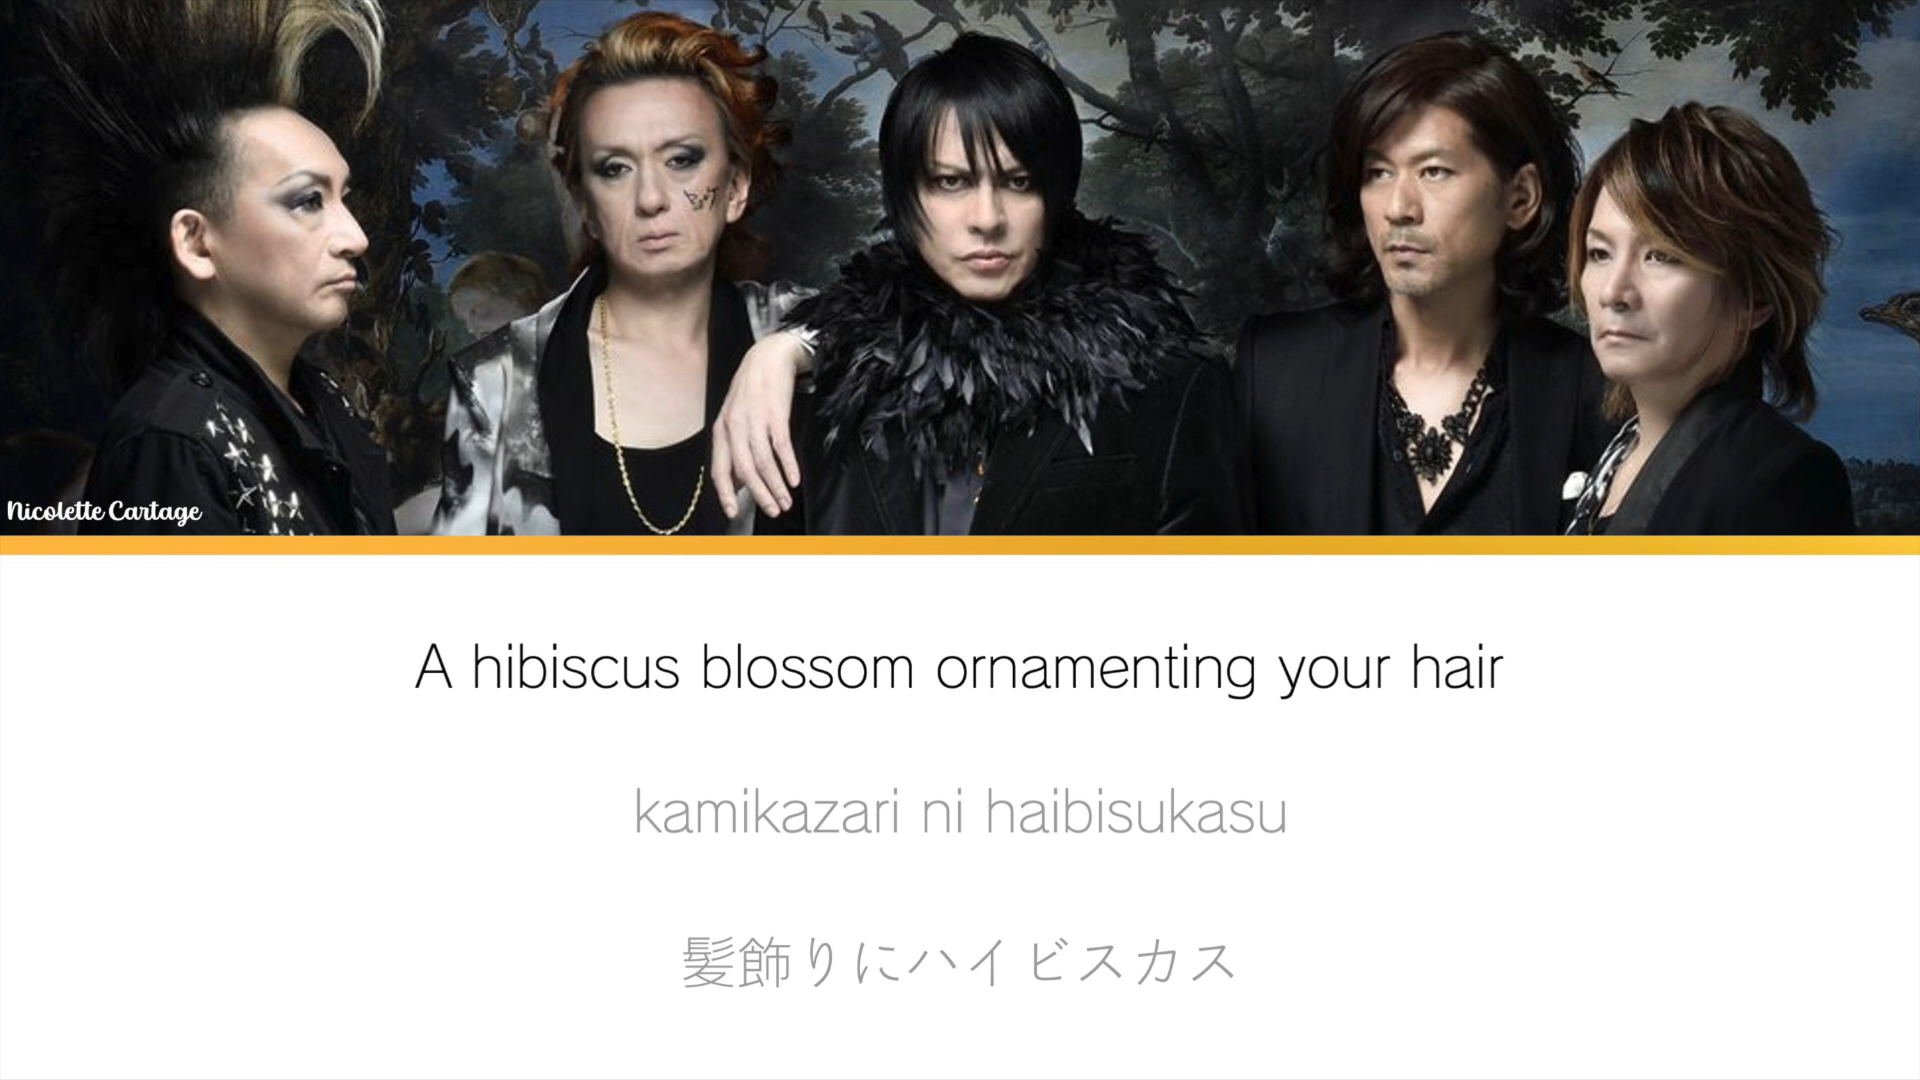 Nicolette Cartage
A hibiscus blossom ornamenting your hair
kamikazari ni haibisukasu
髪飾りにハイビスカス